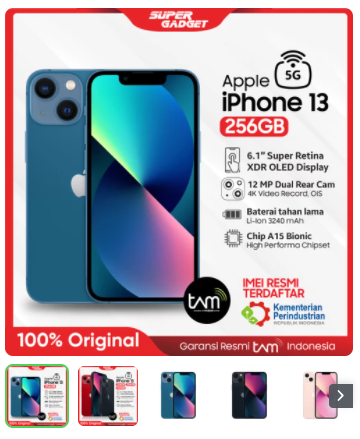 SUPER
GADGET
5G
Apple
iPhone 13
256GB
6.1" Super Retina
XDR OLED Display
12 MP Dual Rear Cam
4K Video Record, OIS
Baterai tahan lama
Li-Ion 3240 mAh
Chip A15 Bionic
High Performa Chipset
IMEI RESMI
TERDAFTAR
tam
Kementerian
Perindustrian
REPUBLIK INDONESIA
100% Original
Garansi Resmi tam Indonesia